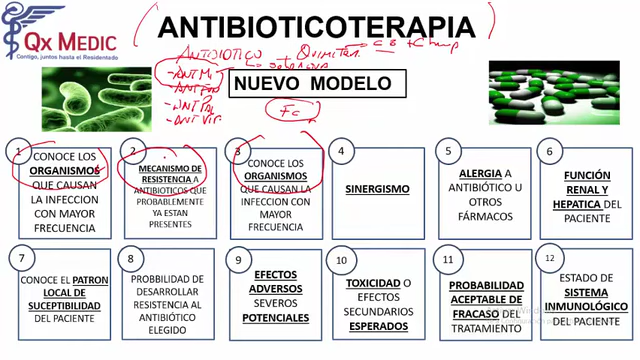 Qx MEDIC
Contigo, juntos hasta el Residentado
(ANTIBIOTICOTERAPIA)
ANTIBIOTICO +
NUEVO MODELO
Fc
1
CONOCE LOS
ORGANISMOS
QUE CAUSAN
LA INFECCION
CON MAYOR
FRECUENCIA
2
MECANISMO DE
RESISTENCIA A
ANTIBIOTICOS QUE
PROBABLEMENTE
YA ESTAN
PRESENTES
3
CONOCE LOS
ORGANISMOS
QUE CAUSAN LA
INFECCION CON
MAYOR
FRECUENCIA
4
SINERGISMO
5
ALERGIA A
ANTIBIÓTICO U
OTROS
FÁRMACOS
6
FUNCIÓN
RENAL Y
HEPATICA DEL
PACIENTE
7
CONOCE EL PATRON
LOCAL DE
SUCEPTIBILIDAD
DEL PACIENTE
8
PROBBILIDAD DE
DESARROLLAR
RESISTENCIA AL
ANTIBIÓTICO
ELEGIDO
9
EFECTOS
ADVERSOS
SEVEROS
POTENCIALES
10
TOXICIDAD O
EFECTOS
SECUNDARIOS
ESPERADOS
11
PROBABILIDAD
ACEPTABLE DE
FRACASO DEL
TRATAMIENTO
12
ESTADO DE
SISTEMA
INMUNOLÓGICO
DEL PACIENTE